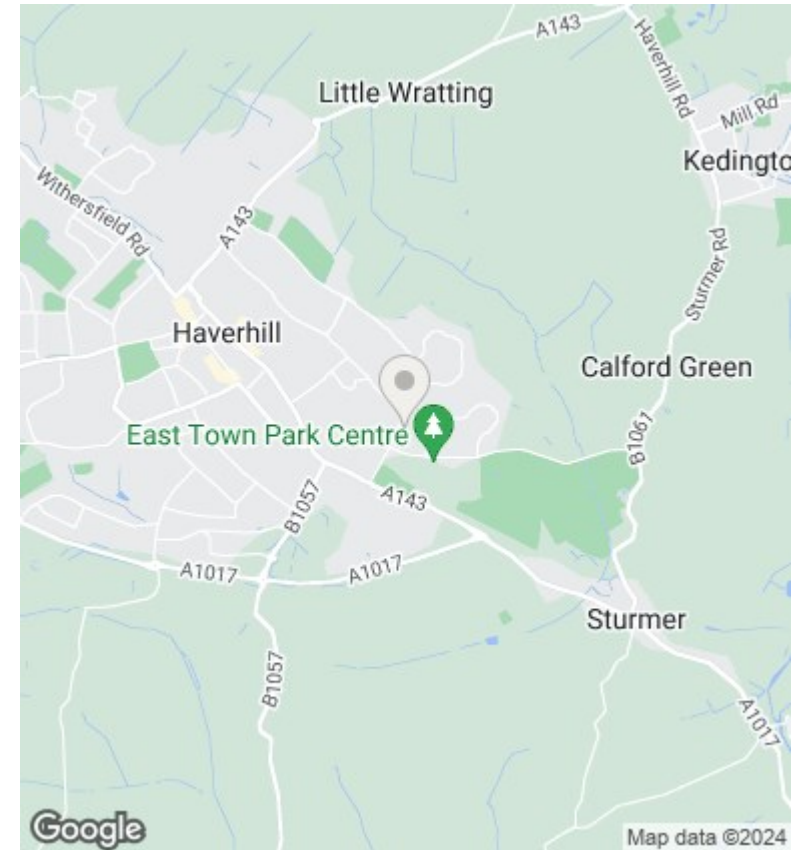 A143
Little Wratting
Haverhill Rd
Mill Rd
Kedingto
Withersfield Rd
A143
Sturmer Rd
Haverhill
Calford Green
East Town Park Centre
B1061
A143
B1057
A1017
A1017
Sturmer
B1057
A1017
Google
Map data ©2024